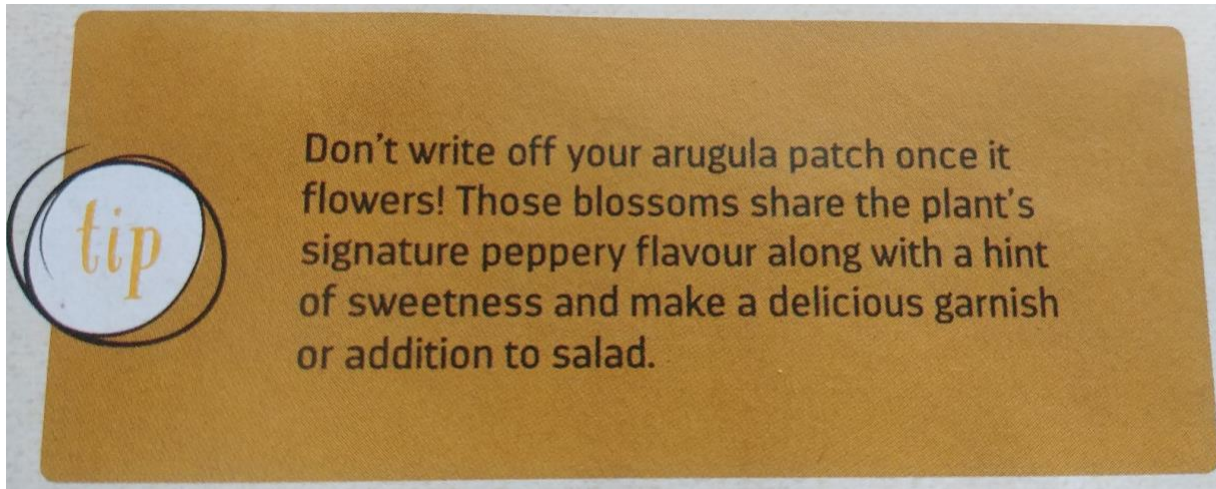 tip
Don't write off your arugula patch once it
flowers! Those blossoms share the plant's
signature peppery flavour along with a hint
of sweetness and make a delicious garnish
or addition to salad.